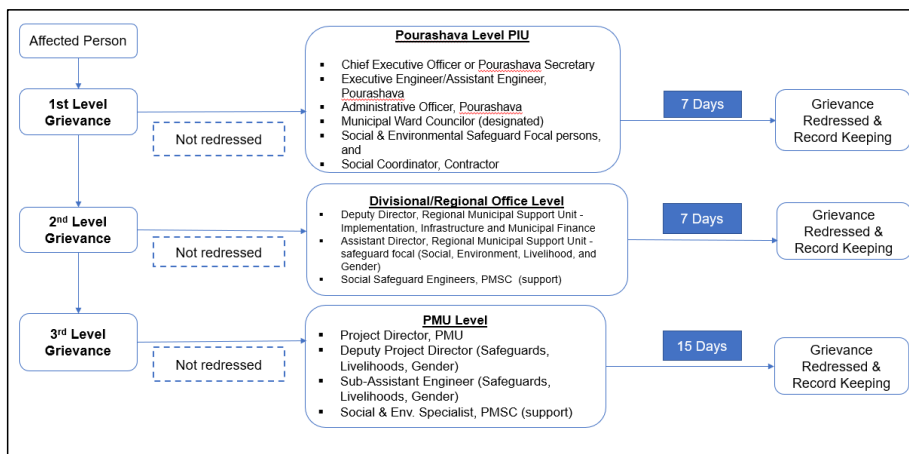 Affected Person
Pourashava Level PIU
▪ Chief Executive Officer or Pourashava Secretary
▪ Executive Engineer/Assistant Engineer,
Pourashava
▪ Administrative Officer, Pourashava
▪ Municipal Ward Councilor (designated)
▪ Social & Environmental Safeguard Focal persons,
and
▪ Social Coordinator, Contractor
1st Level
Grievance
Not redressed
7 Days
Grievance
Redressed &
Record Keeping
Divisional/Regional Office Level
▪ Deputy Director, Regional Municipal Support Unit -
Implementation, Infrastructure and Municipal Finance
▪ Assistant Director, Regional Municipal Support Unit -
safeguard focal (Social, Environment, Livelihood, and
Gender)
▪ Social Safeguard Engineers, PMSC (support)
2nd Level
Grievance
Not redressed
7 Days
Grievance
Redressed &
Record Keeping
PMU Level
▪ Project Director, PMU
▪ Deputy Project Director (Safeguards,
Livelihoods, Gender)
▪ Sub-Assistant Engineer (Safeguards,
Livelihoods, Gender)
▪ Social & Env. Specialist, PMSC (support)
3rd Level
Grievance
Not redressed
15 Days
Grievance
Redressed &
Record Keeping